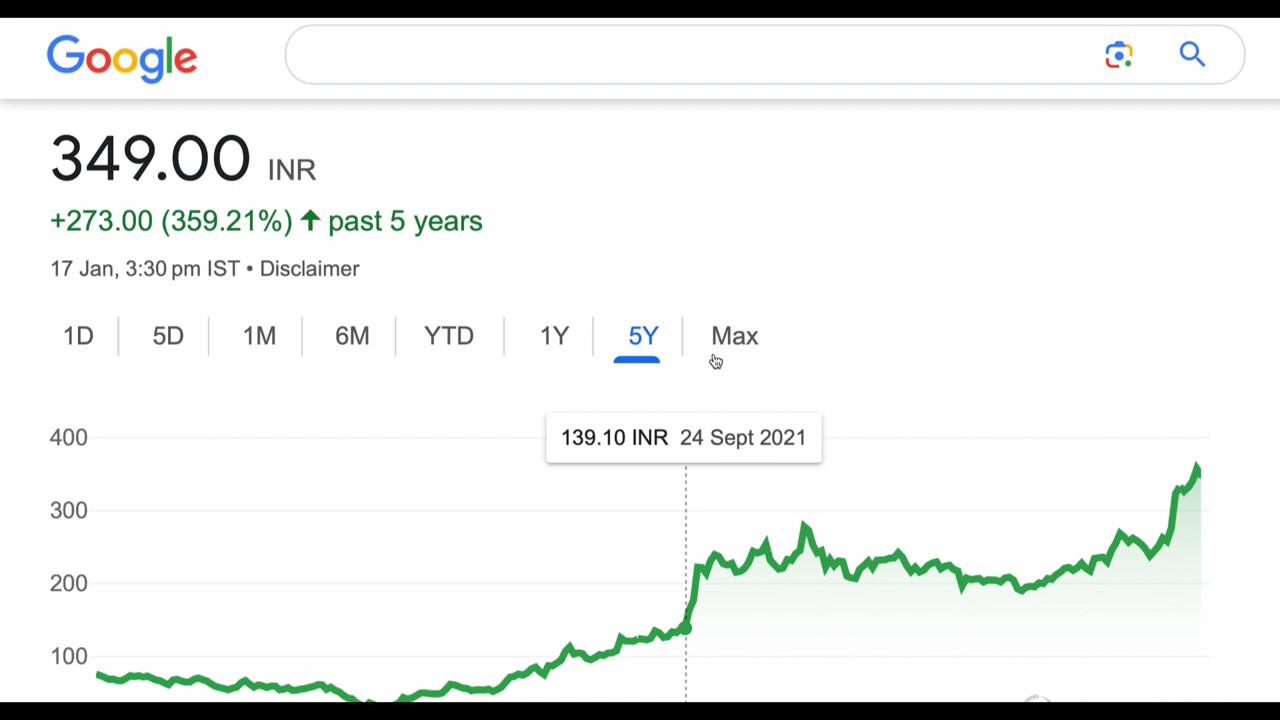 Google
349.00 INR
+273.00 (359.21%) ↑ past 5 years
17 Jan, 3:30 pm IST • Disclaimer
1D 5D 1M 6M YTD 1Y 5Y Max
139.10 INR 24 Sept 2021
400
300
200
100